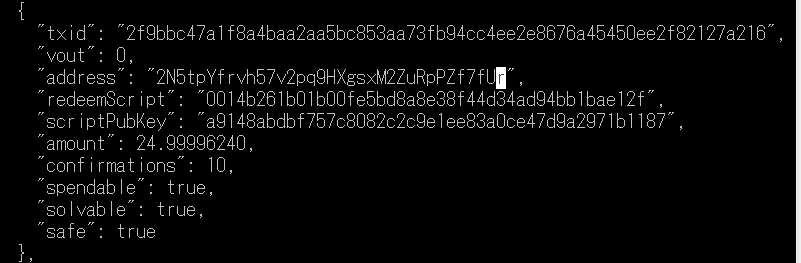 {
"txid": "2f9bbc47a1f8a4baa2aa5bc853aa73fb94cc4ee2e8676a45450ee2f82127a216",
"vout": 0,
"address": "2N5tpYfrvh57v2pq9HXgsxM2ZuRpPZf7fUr",
"redeemScript": "0014b261b01b00fe5bd8a8e38f44d34ad94bb1bae12f",
"scriptPubKey": "a9148abdbf757c8082c2c9e1ee83a0ce47d9a2971b1187",
"amount": 24.99996240,
"confirmations": 10,
"spendable": true,
"solvable": true,
"safe": true
},